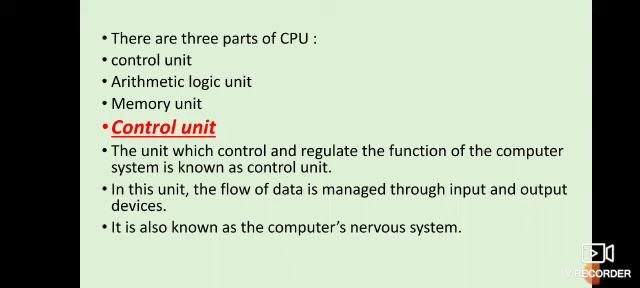 • There are three parts of CPU :
• control unit
• Arithmetic logic unit
• Memory unit
• Control unit
• The unit which control and regulate the function of the computer
system is known as control unit.
• In this unit, the flow of data is managed through input and output
devices.
• It is also known as the computer's nervous system.
RECORDER